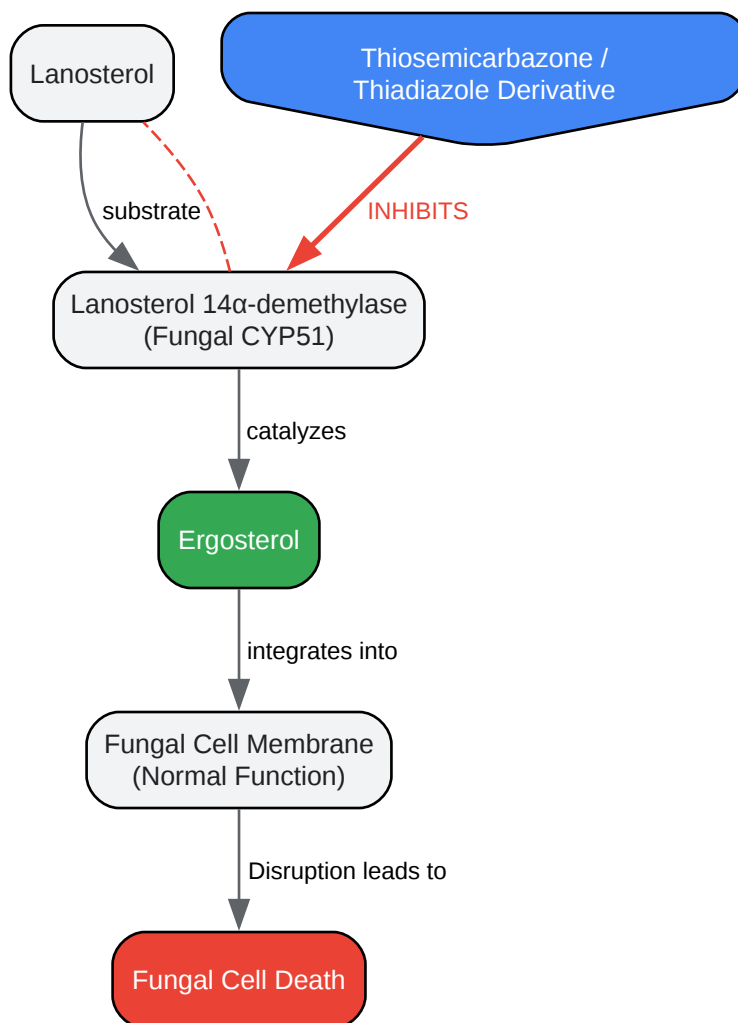 Lanosterol
Thiosemicarbazone /
Thiadiazole Derivative
substrate
INHIBITS
Lanosterol 14α-demethylase
(Fungal CYP51)
catalyzes
Ergosterol
integrates into
Fungal Cell Membrane
(Normal Function)
Disruption leads to
Fungal Cell Death